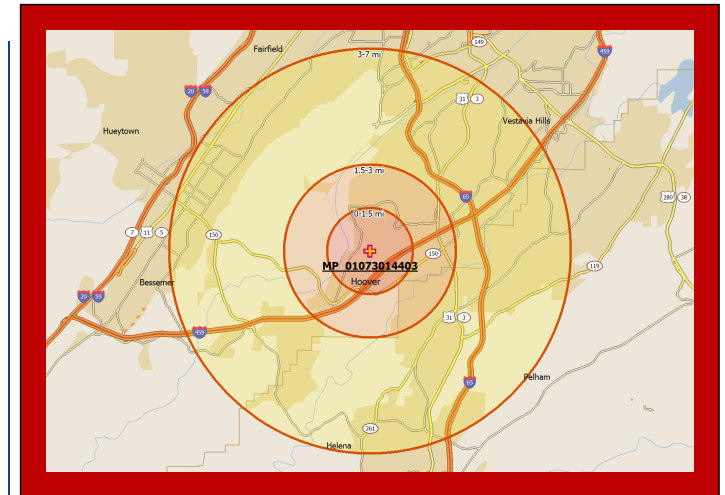 149
Fairfield
459
3-7 mi
20 59
31 3
Vestavia Hills
Hueytown
1.5-3 mi
65
280 38
0-1.5 mi
7 11 5
150
150
MP_01073014403
119
Bessemer
Hoover
20 59
31 3
459
Pelham
65
261
Helena